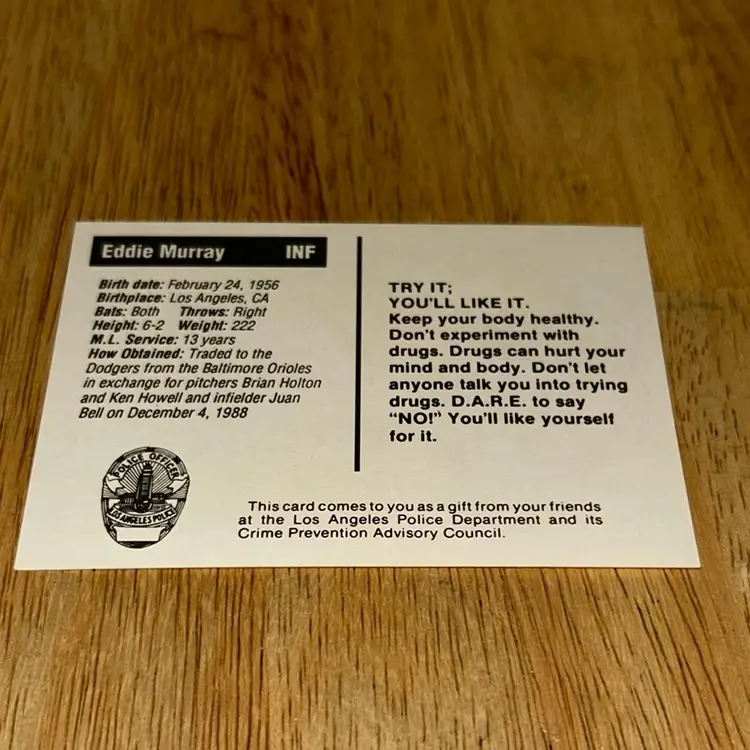 Eddie Murray INF
Birth date: February 24, 1956
Birthplace: Los Angeles, CA
Bats: Both Throws: Right
Height: 6-2 Weight: 222
M.L. Service: 13 years
How Obtained: Traded to the
Dodgers from the Baltimore Orioles
in exchange for pitchers Brian Holton
and Ken Howell and infielder Juan
Bell on December 4, 1988
TRY IT;
YOU'LL LIKE IT.
Keep your body healthy.
Don't experiment with
drugs. Drugs can hurt your
mind and body. Don't let
anyone talk you into trying
drugs. D.A.R.E. to say
“NO!” You'll like yourself
for it.
POLICE OFFICER
LOS ANGELES POLICE
This card comes to you as a gift from your friends
at the Los Angeles Police Department and its
Crime Prevention Advisory Council.